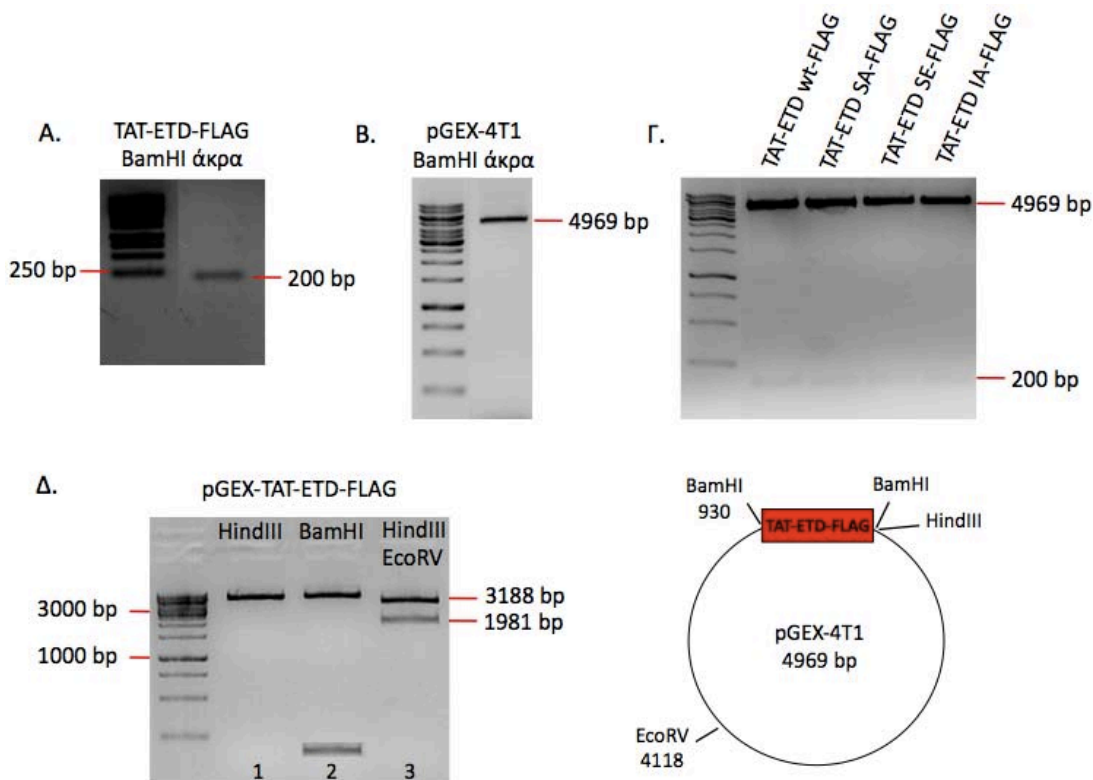 Α.
TAT-ETD-FLAG
BamHI άκρα
250 bp
200 bp
Β.
pGEX-4T1
BamHI άκρα
4969 bp
Γ.
TAT-ETD wt-FLAG
TAT-ETD SA-FLAG
TAT-ETD SE-FLAG
TAT-ETD IA-FLAG
4969 bp
200 bp
Δ.
pGEX-TAT-ETD-FLAG
HindIII
BamHI
HindIII
EcoRV
3000 bp
1000 bp
3188 bp
1981 bp
1
2
3
BamHI
930
TAT-ETD-FLAG
BamHI
HindIII
pGEX-4T1
4969 bp
EcoRV
4118